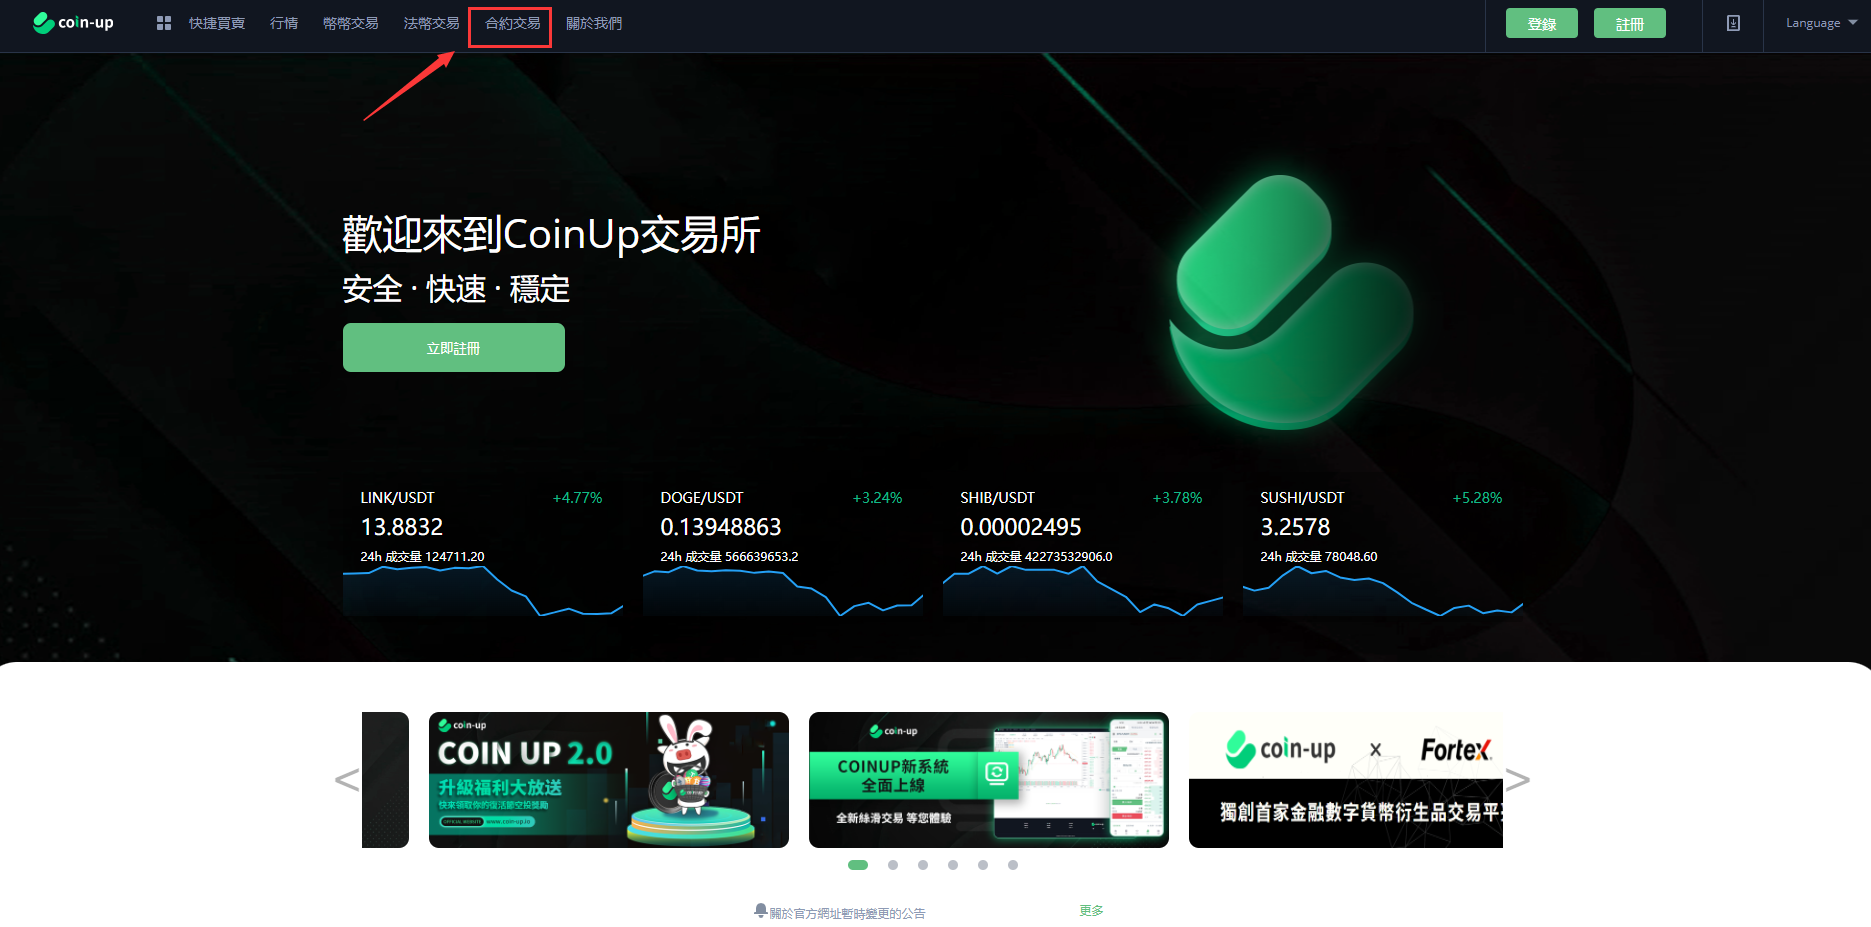 coin-up 快捷買賣 行情 幣幣交易 法幣交易 合約交易 關於我們 登錄 註冊 Language
歡迎來到CoinUp交易所
安全 · 快速 · 穩定
立即註冊
LINK/USDT +4.77%
13.8832
24h 成交量 124711.20
DOGE/USDT +3.24%
0.13948863
24h 成交量 566639653.2
SHIB/USDT +3.78%
0.00002495
24h 成交量 42273532906.0
SUSHI/USDT +5.28%
3.2578
24h 成交量 78048.60
coin-up
COIN UP 2.0
升級福利大放送
快來領取你的復活節空投獎勵
OFFICIAL WEBSITE www.coin-up.io
coin-up
COINUP新系統
全面上線
全新絲滑交易 等您體驗
coin-up x Fortex
獨創首家金融數字貨幣衍生品交易平
關於官方網址暫時變更的公告 更多